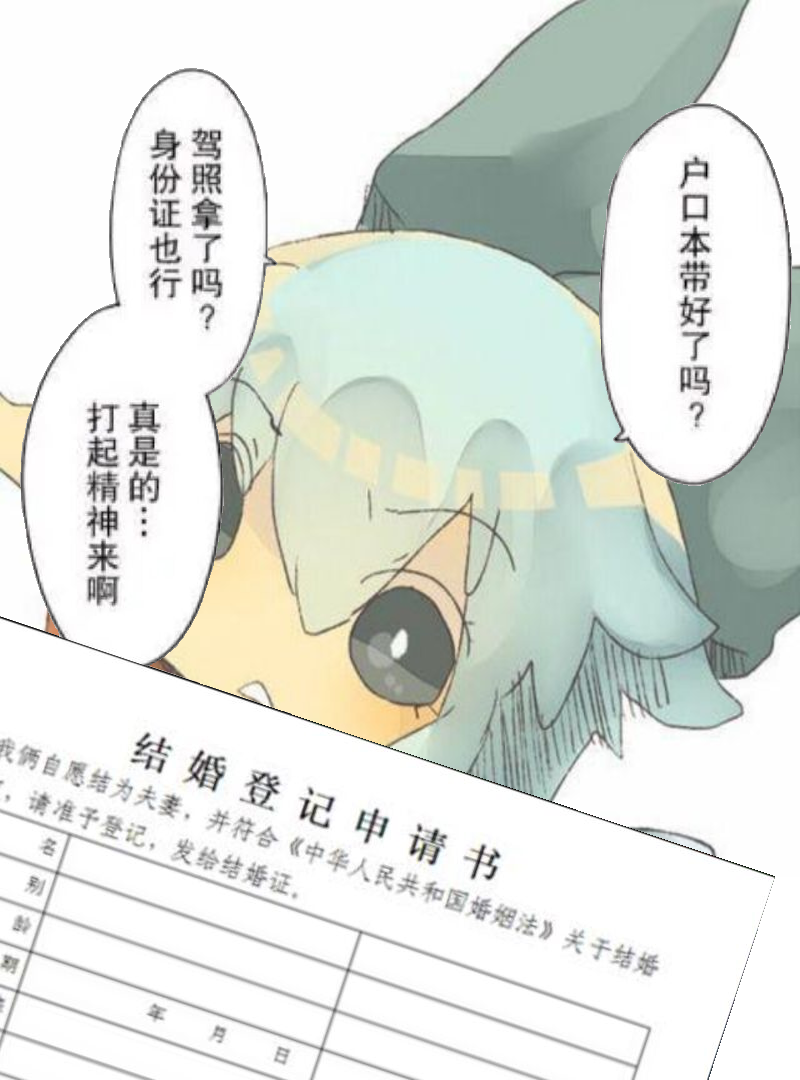 户口本带好了吗？
驾照拿了吗？
身份证也行
真是的…
打起精神来啊
结婚登记申请书
我俩自愿结为夫妻，并符合《中华人民共和国婚姻法》关于结婚
，请准予登记，发给结婚证。
名
别
龄
期
年 月 日